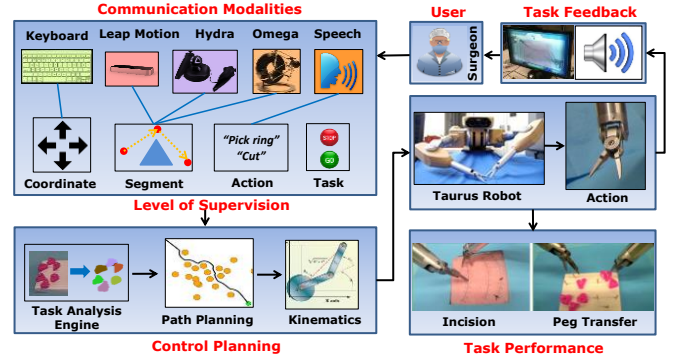 Communication Modalities
Keyboard
Leap Motion
Hydra
Omega
Speech
Coordinate
Segment
“Pick ring”
“Cut”
Action
STOP
GO
Task
Level of Supervision
User
Surgeon
Task Feedback
Taurus Robot
Action
Task Analysis
Engine
Path Planning
Kinematics
Control Planning
Incision
Peg Transfer
Task Performance